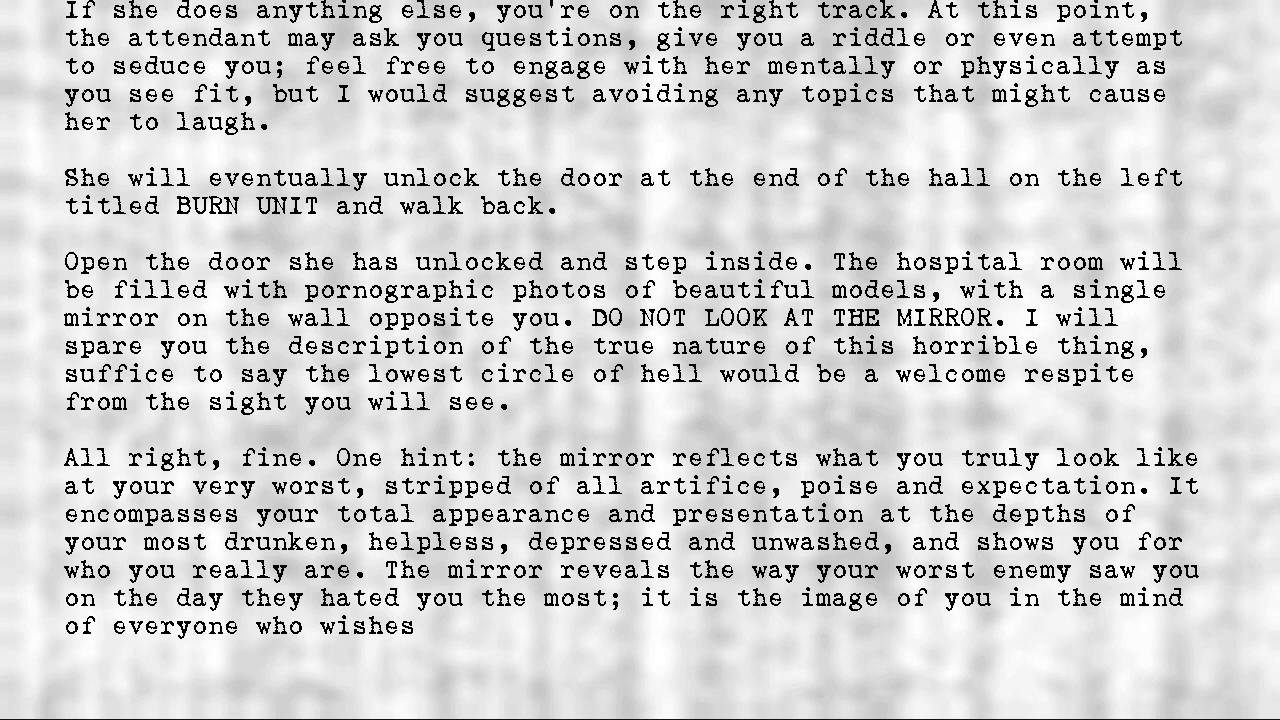 If she does anything else, you're on the right track. At this point,
the attendant may ask you questions, give you a riddle or even attempt
to seduce you; feel free to engage with her mentally or physically as
you see fit, but I would suggest avoiding any topics that might cause
her to laugh.
She will eventually unlock the door at the end of the hall on the left
titled BURN UNIT and walk back.
Open the door she has unlocked and step inside. The hospital room will
be filled with pornographic photos of beautiful models, with a single
mirror on the wall opposite you. DO NOT LOOK AT THE MIRROR. I will
spare you the description of the true nature of this horrible thing,
suffice to say the lowest circle of hell would be a welcome respite
from the sight you will see.
All right, fine. One hint: the mirror reflects what you truly look like
at your very worst, stripped of all artifice, poise and expectation. It
encompasses your total appearance and presentation at the depths of
your most drunken, helpless, depressed and unwashed, and shows you for
who you really are. The mirror reveals the way your worst enemy saw you
on the day they hated you the most; it is the image of you in the mind
of everyone who wishes